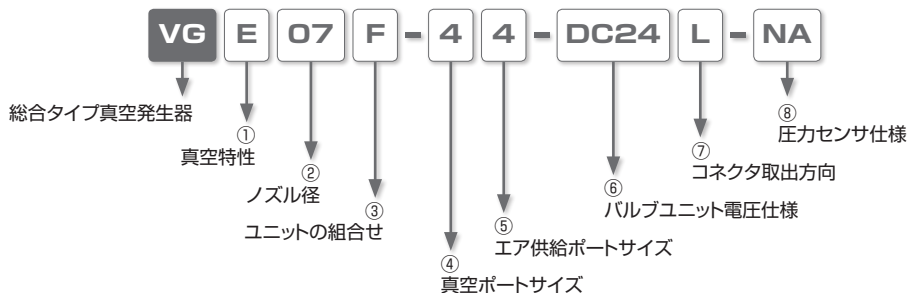 VG E 07 F - 4 4 - DC24 L - NA
総合タイプ真空発生器
①
真空特性
②
ノズル径
③
ユニットの組合せ
④
真空ポートサイズ
⑤
エア供給ポートサイズ
⑥
バルブユニット電圧仕様
⑦
コネクタ取出方向
⑧
圧力センサ仕様